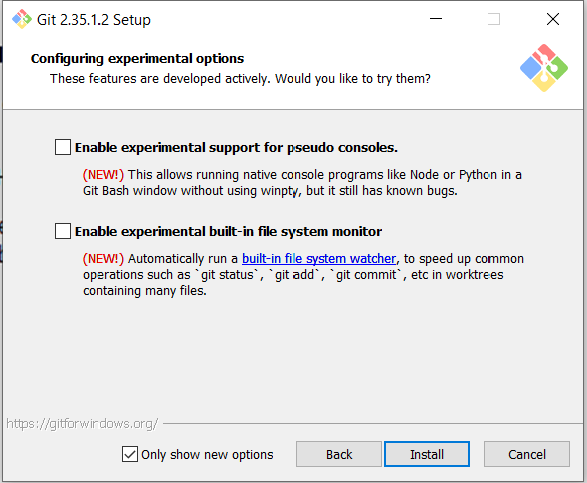 Git 2.35.1.2 Setup
Configuring experimental options
These features are developed actively. Would you like to try them?
Enable experimental support for pseudo consoles.
(NEW!) This allows running native console programs like Node or Python in a
Git Bash window without using winpty, but it still has known bugs.
Enable experimental built-in file system monitor
(NEW!) Automatically run a built-in file system watcher, to speed up common
operations such as `git status`, `git add`, `git commit`, etc in worktrees
containing many files.
https://gitforwindows.org/
Only show new options
Back
Install
Cancel